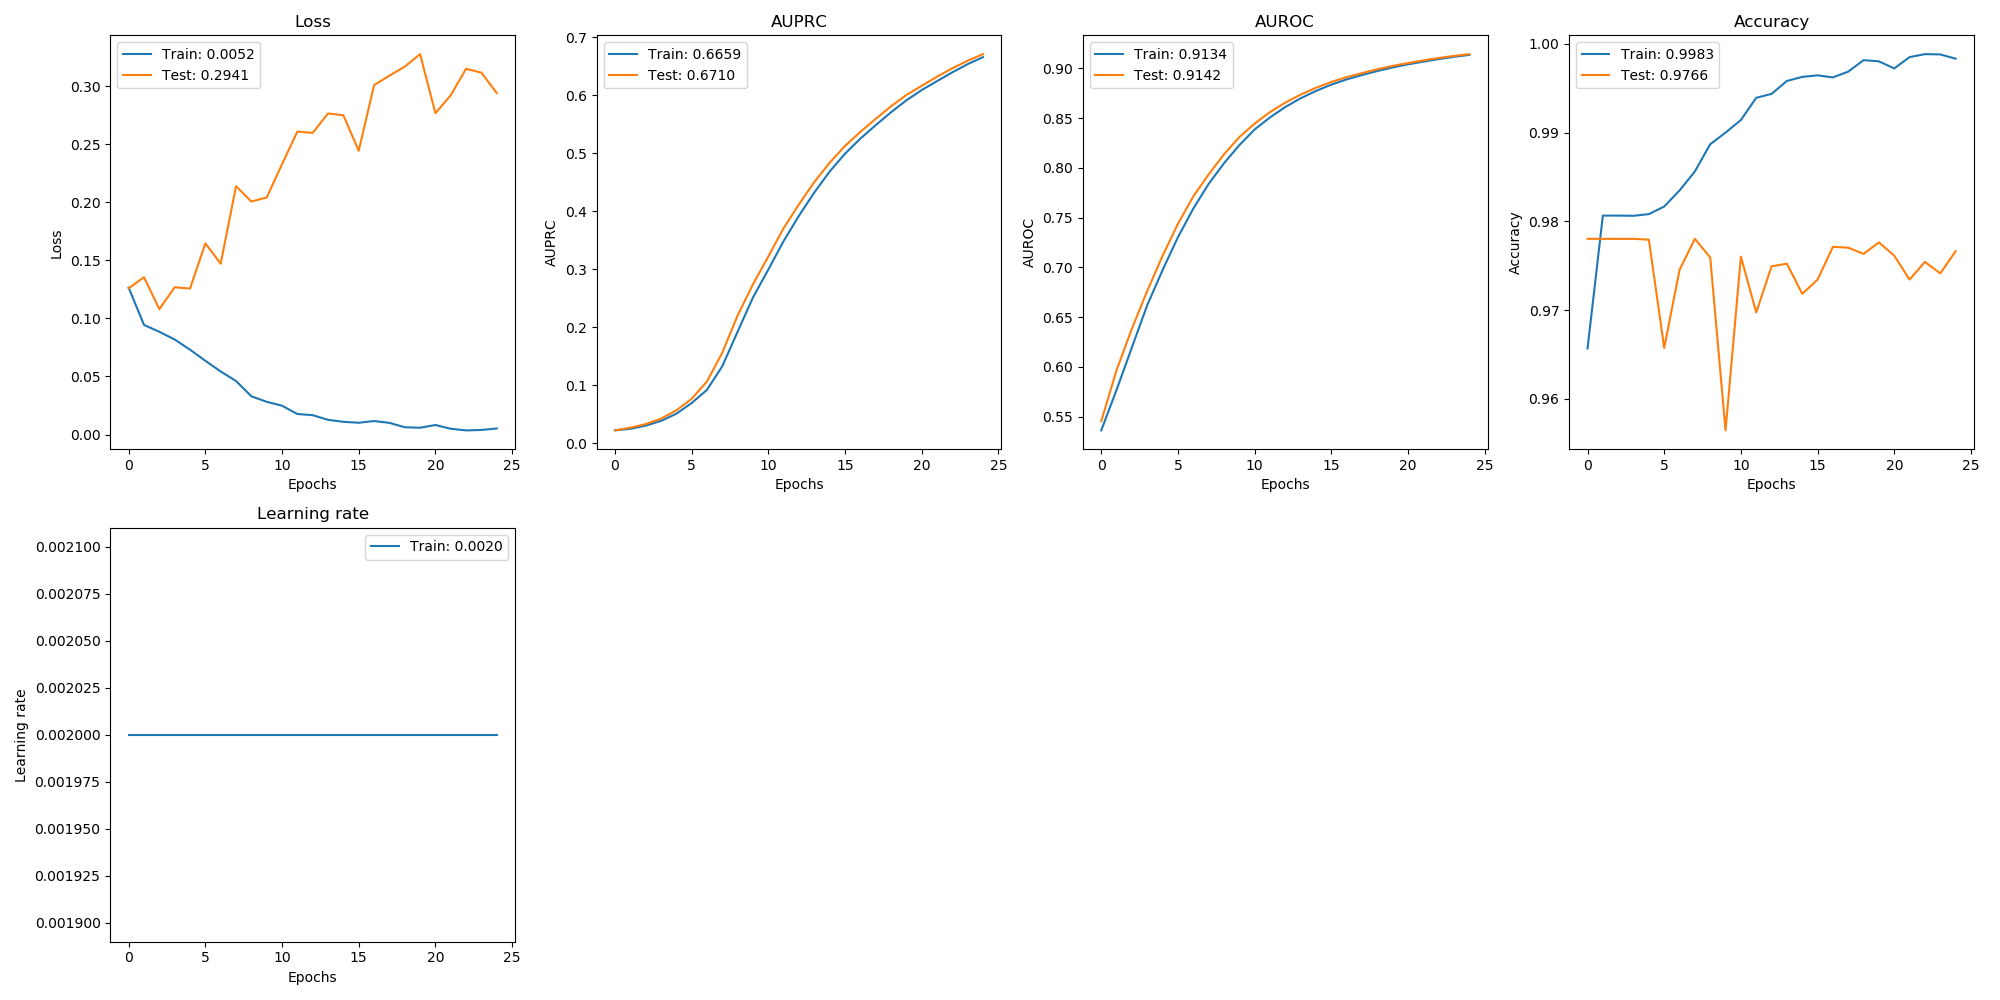 Loss
Train: 0.0052
Test: 0.2941
0.30
0.25
0.20
0.15
0.10
0.05
0.00
Loss
0 5 10 15 20 25
Epochs
AUPRC
Train: 0.6659
Test: 0.6710
0.7
0.6
0.5
0.4
0.3
0.2
0.1
0.0
AUPRC
0 5 10 15 20 25
Epochs
AUROC
Train: 0.9134
Test: 0.9142
0.90
0.85
0.80
0.75
0.70
0.65
0.60
0.55
AUROC
0 5 10 15 20 25
Epochs
Accuracy
Train: 0.9983
Test: 0.9766
1.00
0.99
0.98
0.97
0.96
Accuracy
0 5 10 15 20 25
Epochs
Learning rate
Train: 0.0020
0.002100
0.002075
0.002050
0.002025
0.002000
0.001975
0.001950
0.001925
0.001900
Learning rate
0 5 10 15 20 25
Epochs